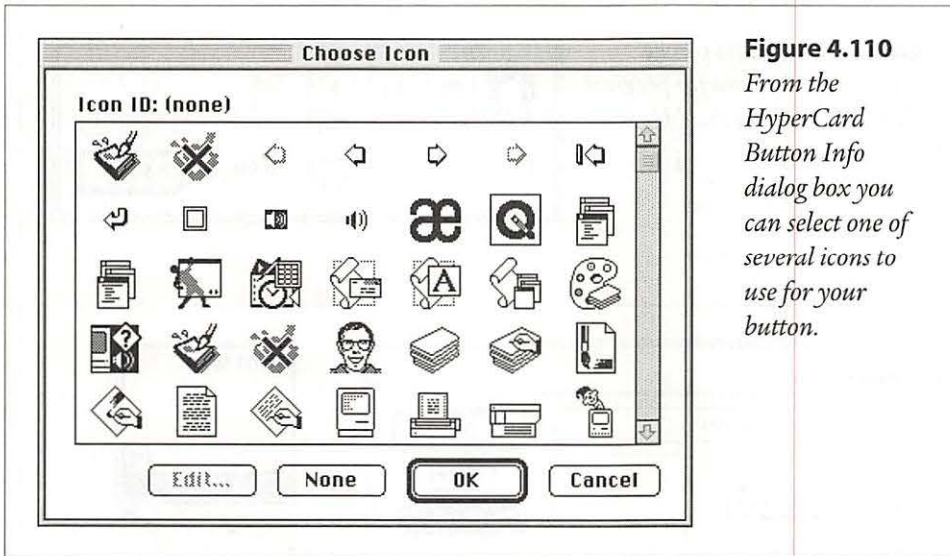 Choose Icon
Icon ID: (none)
æ
Q
A
?
Edit...
None
OK
Cancel
Figure 4.110
From the
HyperCard
Button Info
dialog box you
can select one of
several icons to
use for your
button.